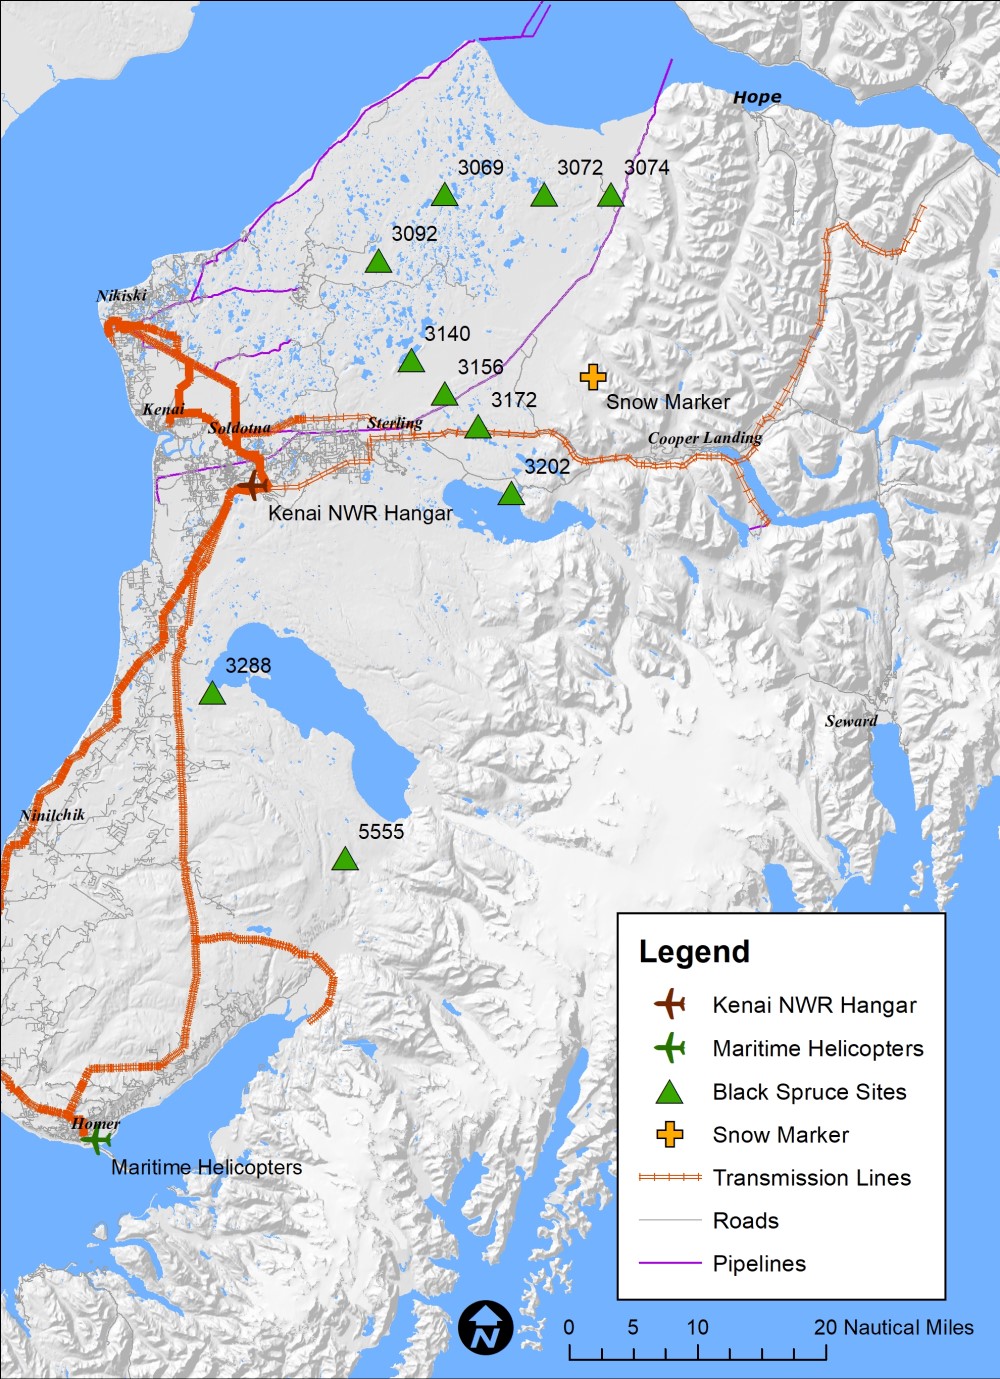 Hope
3069
3072
3074
3092
Nikiski
3140
3156
3172
Snow Marker
Kenai
Soldotna
Sterling
Cooper Landing
3202
Kenai NWR Hangar
3288
Seward
Ninilchik
5555
Legend
Kenai NWR Hangar
Maritime Helicopters
Black Spruce Sites
Snow Marker
Transmission Lines
Roads
Pipelines
Homer
Maritime Helicopters
N
0 5 10 20 Nautical Miles